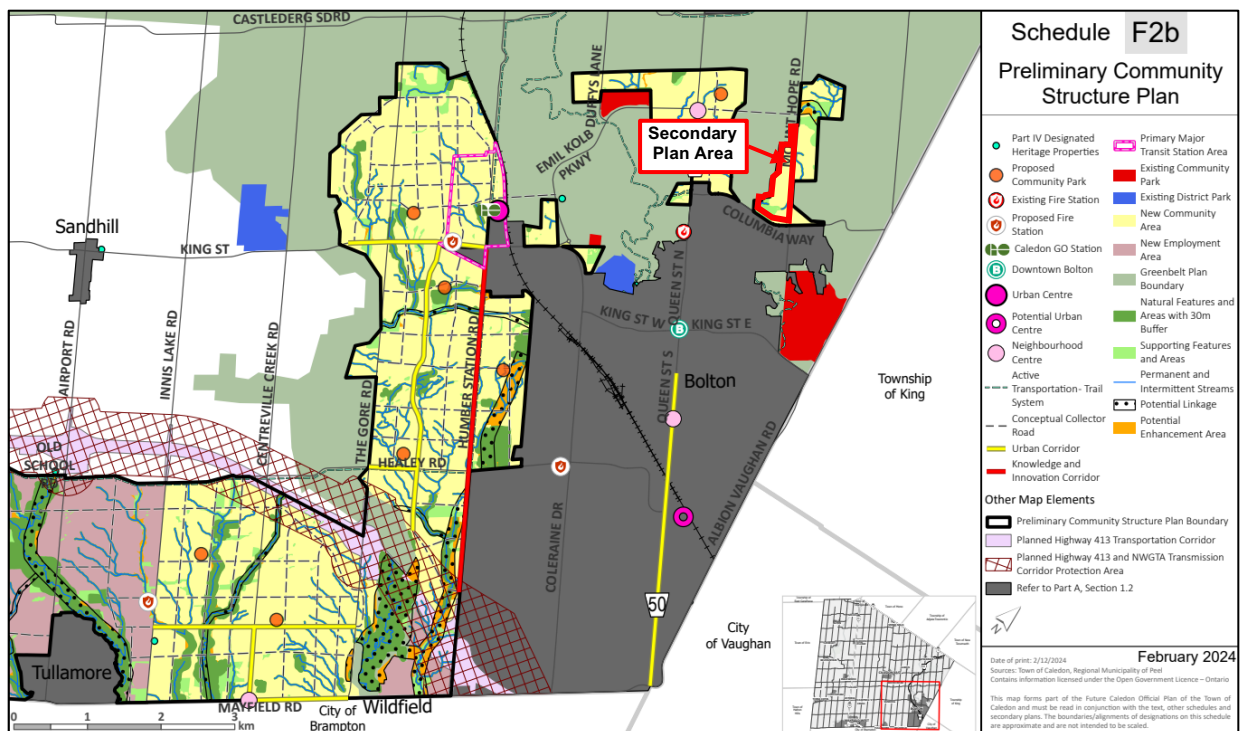 CASTLEDERG SDRD
DUFFYS LANE
EMIL KOLB
PKWY
MOUNT HOPE RD
Secondary
Plan Area
COLUMBIA WAY
Sandhill
KING ST
QUEEN ST N
KING ST W
KING ST E
B
Bolton
QUEEN ST S
Township
of King
AIRPORT RD
INNIS LAKE RD
CENTREVILLE CREEK RD
THE GORE RD
HUMBER STATION RD
HEALEY RD
OLD
SCHOOL
COLERAINE DR
ALBION VAUGHAN RD
50
City
of Vaughan
Tullamore
MAYFIELD RD
City of
Brampton
Wildfield
0 1 2 3
km
Schedule F2b
Preliminary Community
Structure Plan
Part IV Designated
Heritage Properties
Proposed
Community Park
Existing Fire Station
Proposed Fire
Station
Caledon GO Station
Downtown Bolton
Urban Centre
Potential Urban
Centre
Neighbourhood
Centre
Active
Transportation- Trail
System
Conceptual Collector
Road
Urban Corridor
Knowledge and
Innovation Corridor
Primary Major
Transit Station Area
Existing Community
Park
Existing District Park
New Community
Area
New Employment
Area
Greenbelt Plan
Boundary
Natural Features and
Areas with 30m
Buffer
Supporting Features
and Areas
Permanent and
Intermittent Streams
Potential Linkage
Potential
Enhancement Area
Other Map Elements
Preliminary Community Structure Plan Boundary
Planned Highway 413 Transportation Corridor
Planned Highway 413 and NWGTA Transmission
Corridor Protection Area
Refer to Part A, Section 1.2
N
February 2024
Date of print: 2/12/2024
Sources: Town of Caledon, Regional Municipality of Peel
Contains information licensed under the Open Government Licence – Ontario
This map forms part of the Future Caledon Official Plan of the Town of
Caledon and must be read in conjunction with the text, other schedules and
secondary plans. The boundaries/alignments of designations on this schedule
are approximate and are not intended to be scaled.